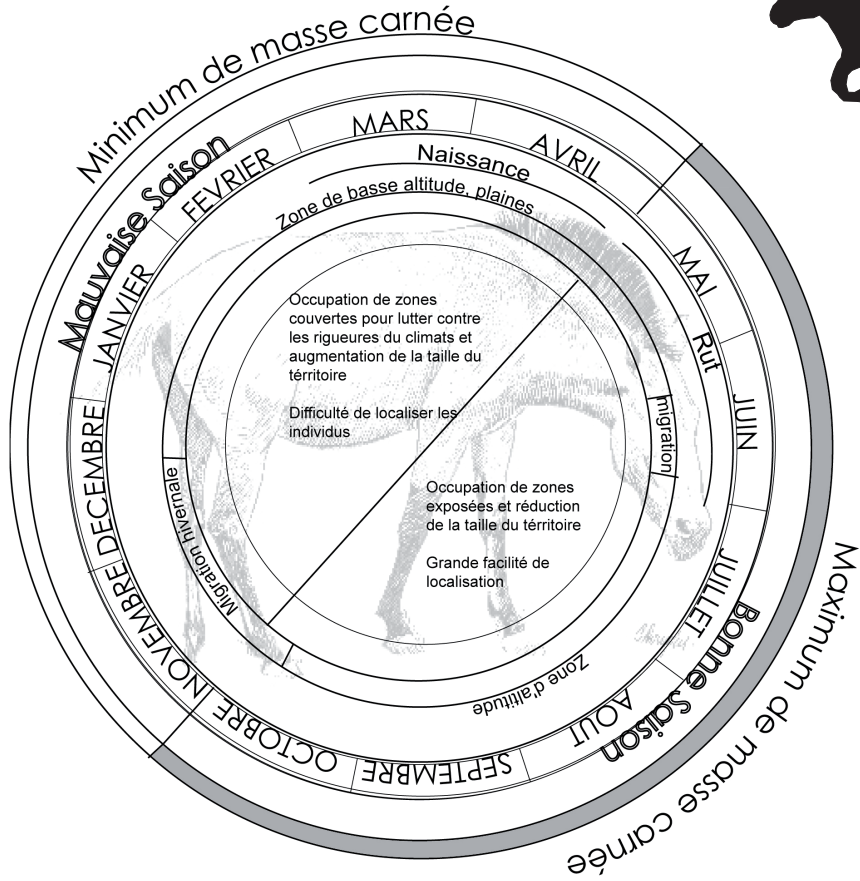 Minimum de masse carnée
Mauvaise Saison
JANVIER
FEVRIER
MARS
AVRIL
MAI
JUIN
JUILLET
AOUT
SEPTEMBRE
OCTOBRE
NOVEMBRE
DECEMBRE
Naissance
Zone de basse altitude, plaines
Rut
migration
Occupation de zones
couvertes pour lutter contre
les rigueures du climats et
augmentation de la taille du
térritoire
Difficulté de localiser les
individus
Occupation de zones
exposées et réduction
de la taille du térritoire
Grande facilité de
localisation
Migration hivernale
Zone d'altitude
Bonne Saison
Maximum de masse carnée